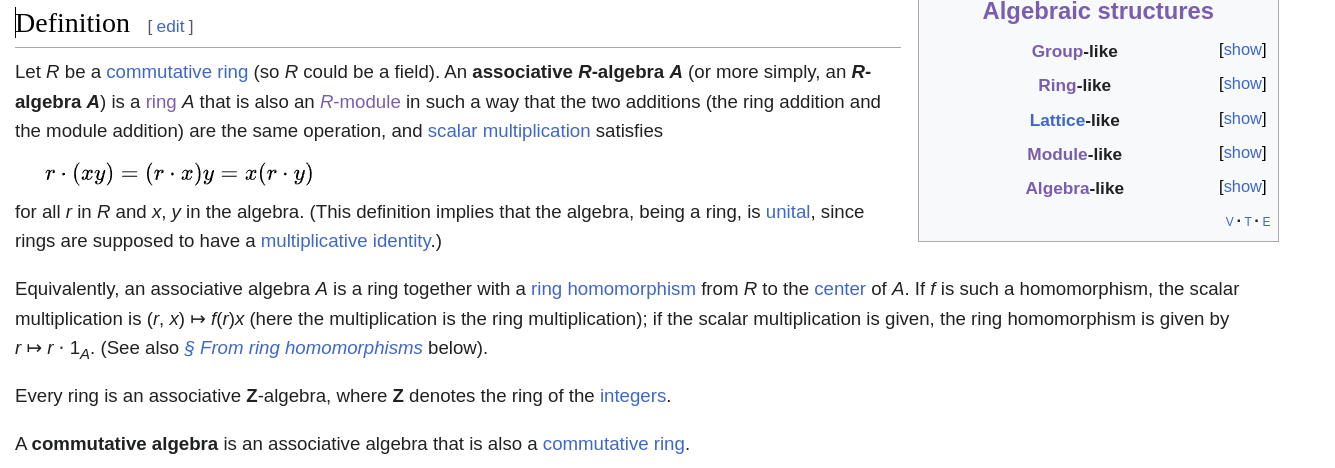 Definition [ edit ]
Let R be a commutative ring (so R could be a field). An associative R-algebra A (or more simply, an R-
algebra A) is a ring A that is also an R-module in such a way that the two additions (the ring addition and
the module addition) are the same operation, and scalar multiplication satisfies
r · (xy) = (r · x)y = x(r · y)
for all r in R and x, y in the algebra. (This definition implies that the algebra, being a ring, is unital, since
rings are supposed to have a multiplicative identity.)
Equivalently, an associative algebra A is a ring together with a ring homomorphism from R to the center of A. If f is such a homomorphism, the scalar
multiplication is (r, x) ↦ f(r)x (here the multiplication is the ring multiplication); if the scalar multiplication is given, the ring homomorphism is given by
r ↦ r · 1A. (See also § From ring homomorphisms below).
Every ring is an associative Z-algebra, where Z denotes the ring of the integers.
A commutative algebra is an associative algebra that is also a commutative ring.
Algebraic structures
Group-like [show]
Ring-like [show]
Lattice-like [show]
Module-like [show]
Algebra-like [show]
V · T · E